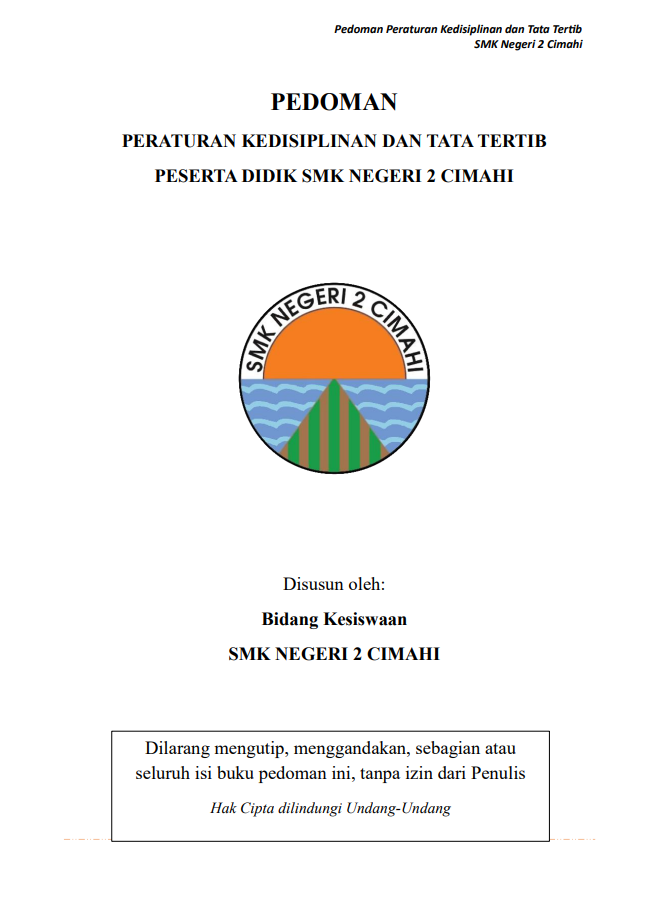 Pedoman Peraturan Kedisiplinan dan Tata Tertib
SMK Negeri 2 Cimahi
PEDOMAN
PERATURAN KEDISIPLINAN DAN TATA TERTIB
PESERTA DIDIK SMK NEGERI 2 CIMAHI
SMK NEGERI 2 CIMAHI
Disusun oleh:
Bidang Kesiswaan
SMK NEGERI 2 CIMAHI
Dilarang mengutip, menggandakan, sebagian atau
seluruh isi buku pedoman ini, tanpa izin dari Penulis
Hak Cipta dilindungi Undang-Undang